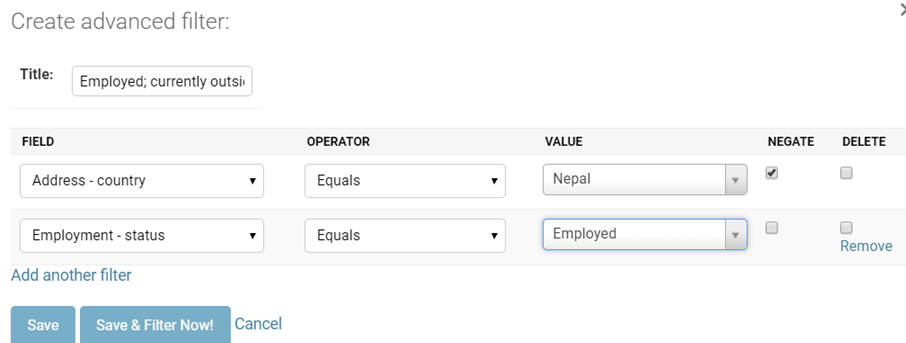 Create advanced filter:
Title: Employed; currently outsi
FIELD OPERATOR VALUE NEGATE DELETE
Address - country Equals Nepal
Employment - status Equals Employed
Remove
Add another filter
Save Save & Filter Now! Cancel